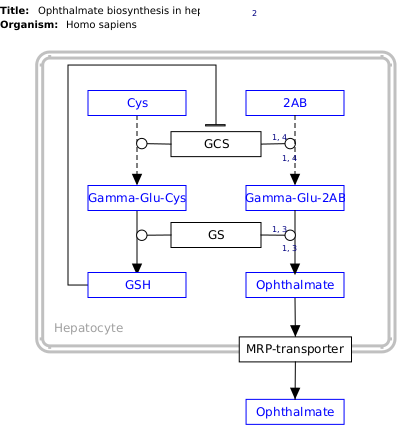 Title: Ophthalmate biosynthesis in hep 2
Organism: Homo sapiens
Cys 2AB
GCS 1, 4
1, 4
Gamma-Glu-Cys Gamma-Glu-2AB
GS 1, 3
1, 3
GSH Ophthalmate
Hepatocyte
MRP-transporter
Ophthalmate